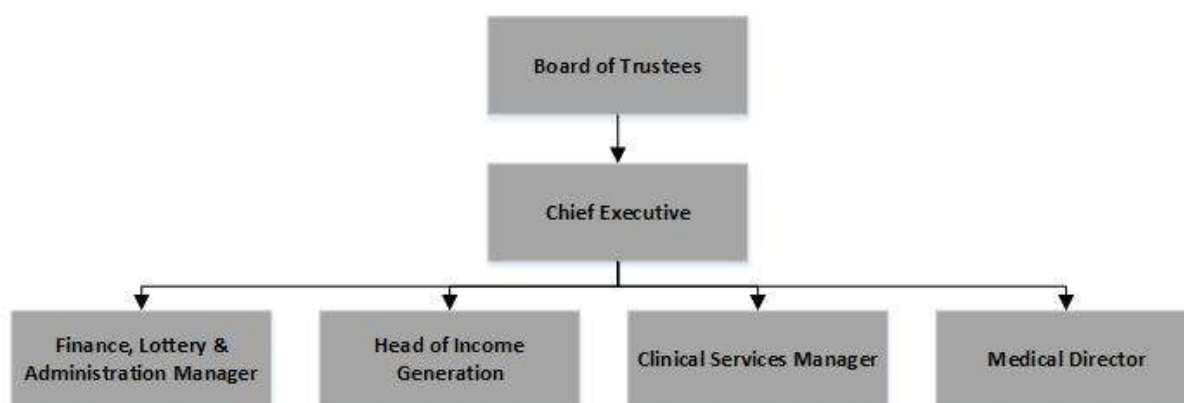 Board of Trustees
Chief Executive
Finance, Lottery &
Administration Manager
Head of Income
Generation
Clinical Services Manager
Medical Director